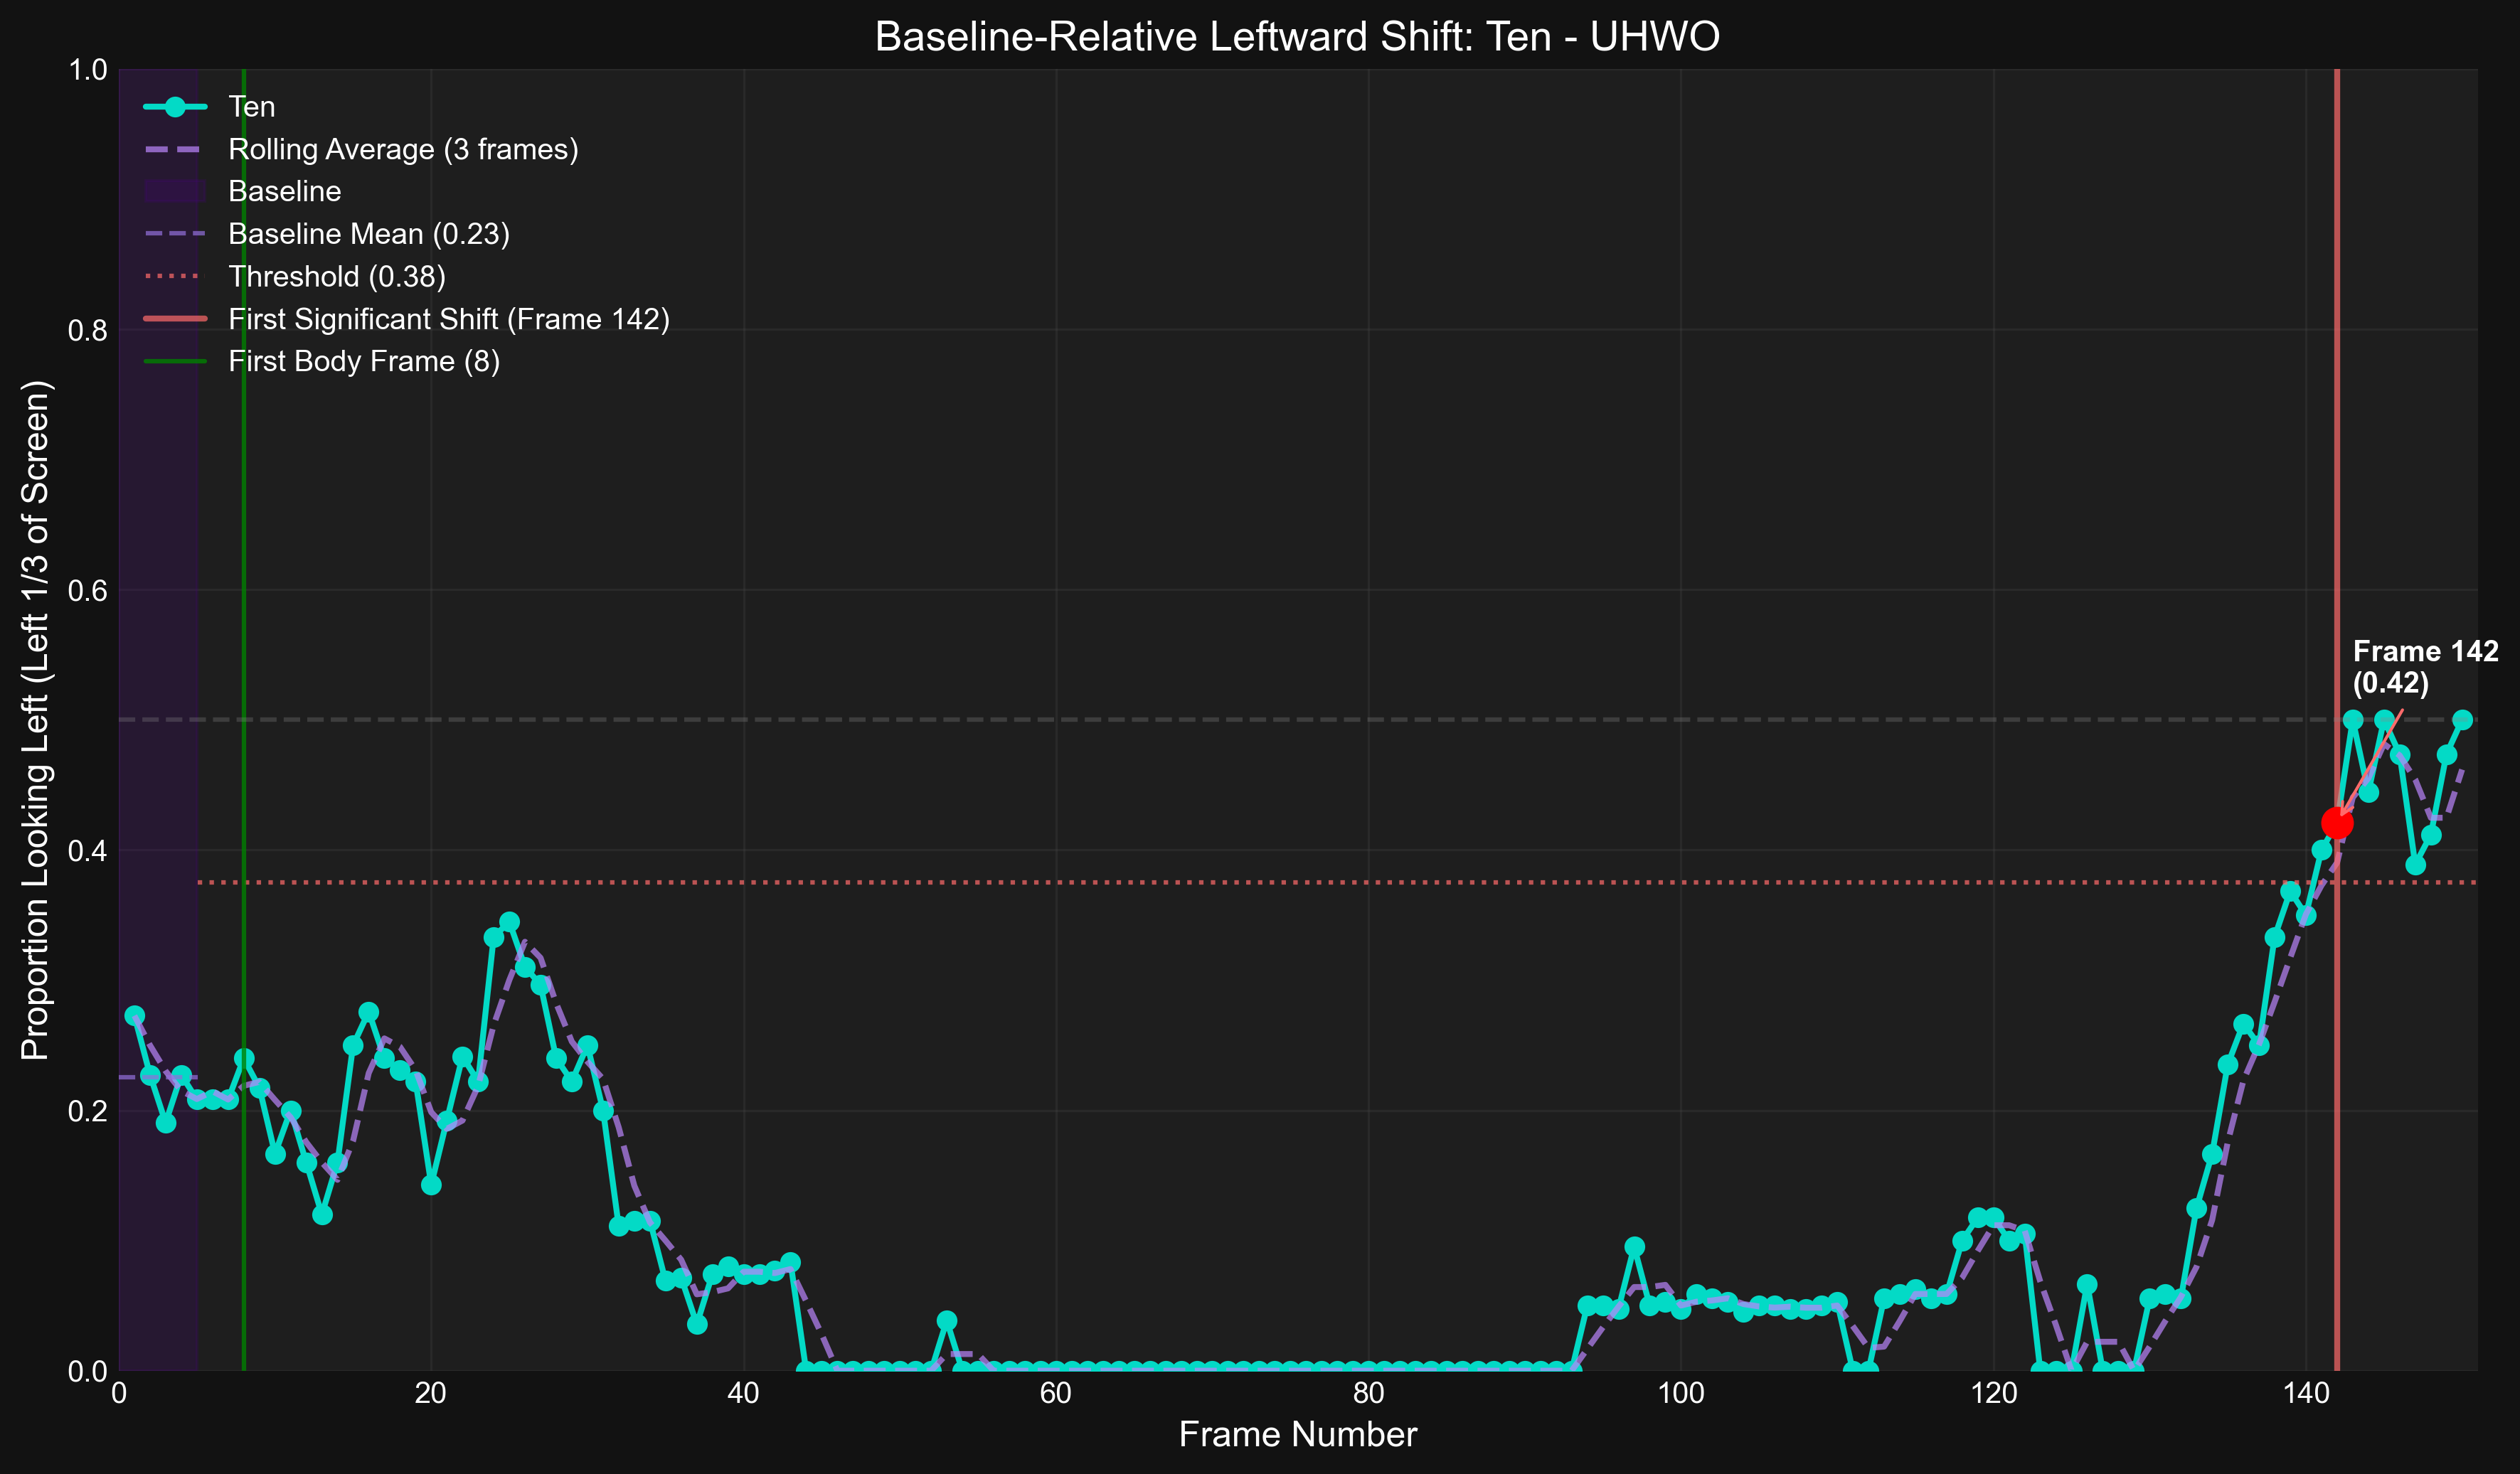 Baseline-Relative Leftward Shift: Ten - UHWO
Ten
Rolling Average (3 frames)
Baseline
Baseline Mean (0.23)
Threshold (0.38)
First Significant Shift (Frame 142)
First Body Frame (8)
Frame 142
(0.42)
Proportion Looking Left (Left 1/3 of Screen)
1.0
0.8
0.6
0.4
0.2
0.0
0 20 40 60 80 100 120 140
Frame Number